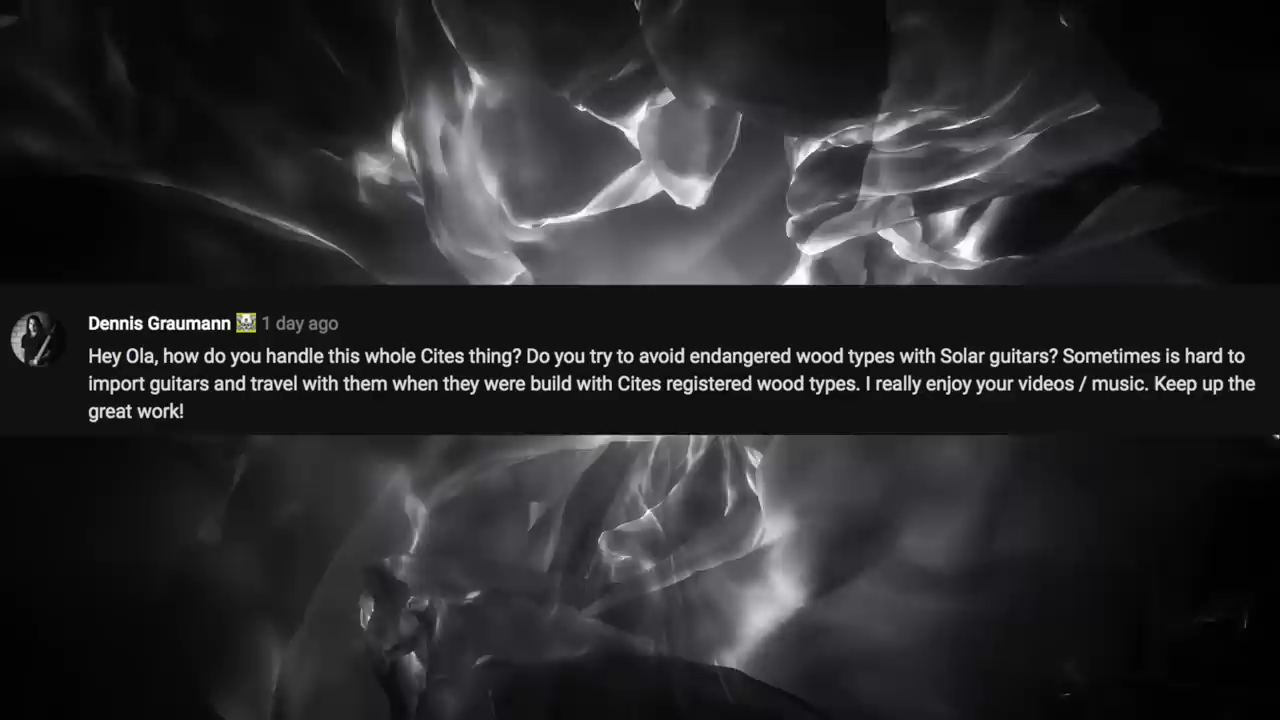 Dennis Graumann 1 day ago
Hey Ola, how do you handle this whole Cites thing? Do you try to avoid endangered wood types with Solar guitars? Sometimes is hard to
import guitars and travel with them when they were build with Cites registered wood types. I really enjoy your videos / music. Keep up the
great work!